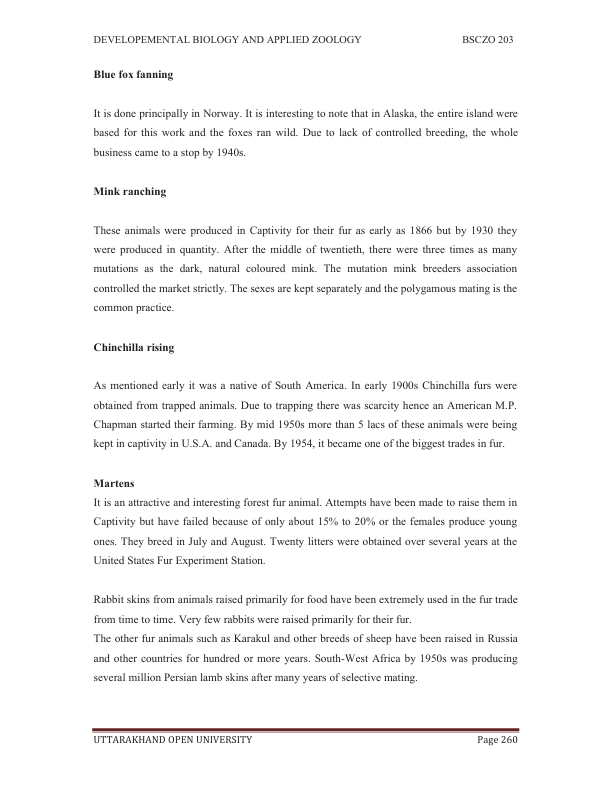 DEVELOPEMENTAL BIOLOGY AND APPLIED ZOOLOGY BSCZO 203
Blue fox fanning
It is done principally in Norway. It is interesting to note that in Alaska, the entire island were
based for this work and the foxes ran wild. Due to lack of controlled breeding, the whole
business came to a stop by 1940s.
Mink ranching
These animals were produced in Captivity for their fur as early as 1866 but by 1930 they
were produced in quantity. After the middle of twentieth, there were three times as many
mutations as the dark, natural coloured mink. The mutation mink breeders association
controlled the market strictly. The sexes are kept separately and the polygamous mating is the
common practice.
Chinchilla rising
As mentioned early it was a native of South America. In early 1900s Chinchilla furs were
obtained from trapped animals. Due to trapping there was scarcity hence an American M.P.
Chapman started their farming. By mid 1950s more than 5 lacs of these animals were being
kept in captivity in U.S.A. and Canada. By 1954, it became one of the biggest trades in fur.
Martens
It is an attractive and interesting forest fur animal. Attempts have been made to raise them in
Captivity but have failed because of only about 15% to 20% or the females produce young
ones. They breed in July and August. Twenty litters were obtained over several years at the
United States Fur Experiment Station.
Rabbit skins from animals raised primarily for food have been extremely used in the fur trade
from time to time. Very few rabbits were raised primarily for their fur.
The other fur animals such as Karakul and other breeds of sheep have been raised in Russia
and other countries for hundred or more years. South-West Africa by 1950s was producing
several million Persian lamb skins after many years of selective mating.
UTTARAKHAND OPEN UNIVERSITY Page 260